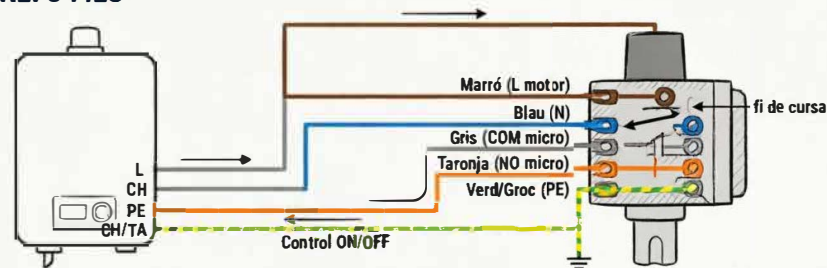 Marró (L motor)
fi de cursa
Blau (N)
Gris (COM micro)
Taronja (NO micro)
Verd/Groc (PE)
L
CH
PE
CH/TA
Control ON/OFF